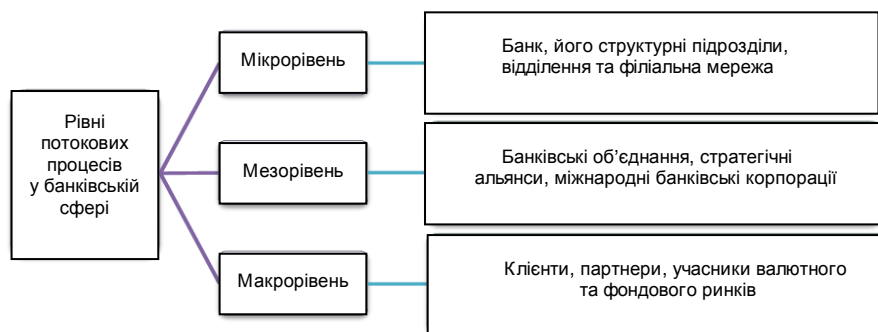 Рівні
потокових
процесів
у банківській
сфері
Мікрорівень
Банк, його структурні підрозділи,
відділення та філіальна мережа
Мезорівень
Банківські об’єднання, стратегічні
альянси, міжнародні банківські корпорації
Макрорівень
Клієнти, партнери, учасники валютного
та фондового ринків